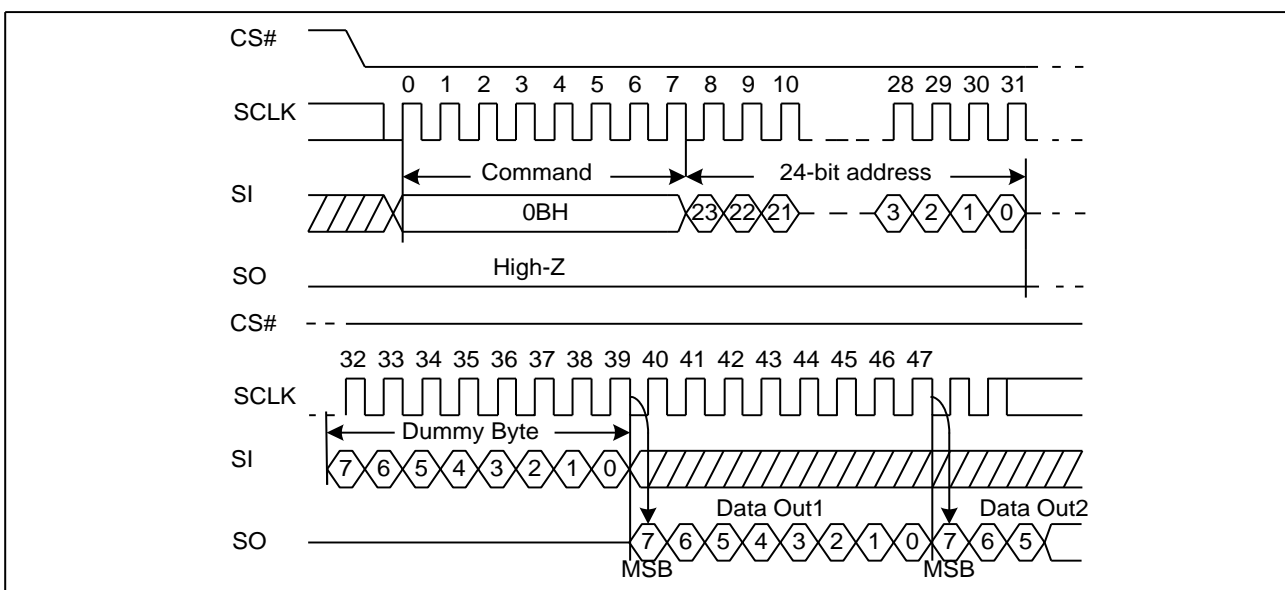 CS#
0 1 2 3 4 5 6 7 8 9 10 28 29 30 31
SCLK
Command 24-bit address
SI
0BH 23 22 21 3 2 1 0
High-Z
SO
CS#
32 33 34 35 36 37 38 39 40 41 42 43 44 45 46 47
SCLK
Dummy Byte
SI
7 6 5 4 3 2 1 0
Data Out1 Data Out2
SO
7 6 5 4 3 2 1 0 7 6 5
MSB MSB